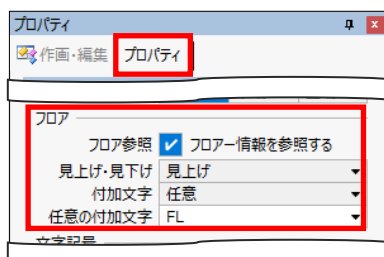 プロパティ
作画・編集 プロパティ
フロア
フロア参照 フロアー情報を参照する
見上げ・見下げ 見上げ
付加文字 任意
任意の付加文字 FL